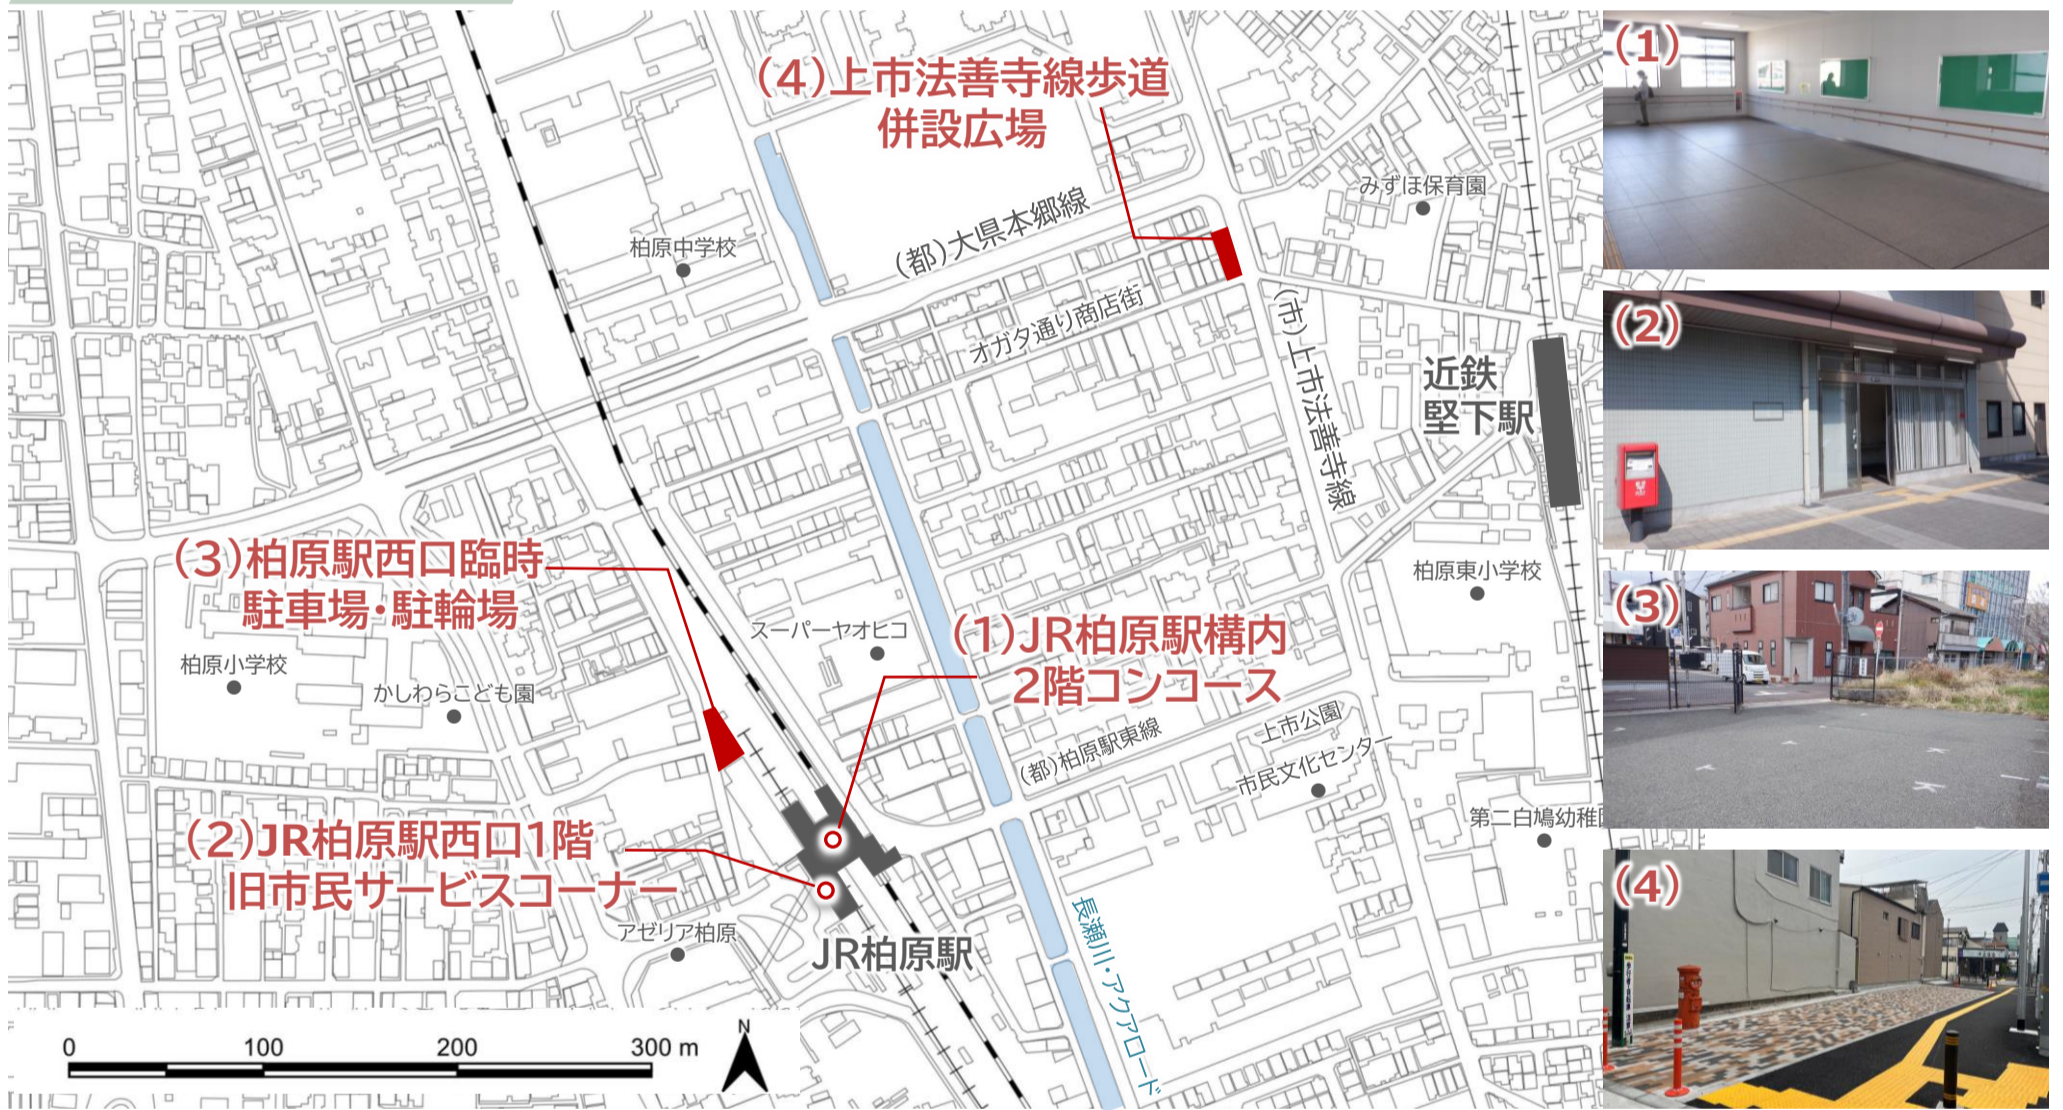 (4)上市法善寺線歩道
併設広場
(都)大県本郷線
柏原中学校
みずほ保育園
オガタ通り商店街
(市)上市法善寺線
近鉄
堅下駅
(3)柏原駅西口臨時
駐車場・駐輪場
柏原東小学校
スーパーヤオヒコ
(1)JR柏原駅構内
2階コンコース
柏原小学校
かしわらこども園
(都)柏原駅東線
上市公園
市民文化センター
第二白鳩幼稚
(2)JR柏原駅西口1階
旧市民サービスコーナー
アゼリア柏原
JR柏原駅
長瀬川・アクアロード
0 100 200 300 m
N
(1)
(2)
(3)
(4)